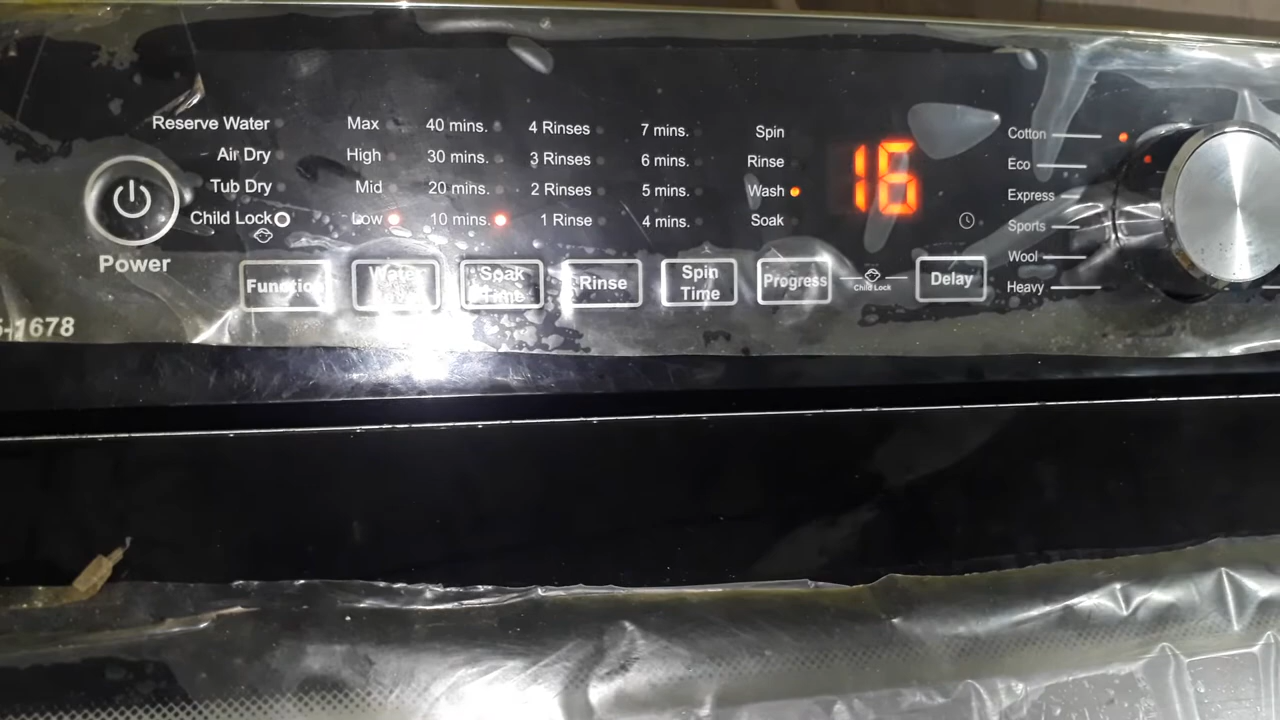 Reserve Water
Air Dry
Tub Dry
Child Lock
Power
Max
High
Mid
Low
40 mins.
30 mins.
20 mins.
10 mins.
4 Rinses
3 Rinses
2 Rinses
1 Rinse
7 mins.
6 mins.
5 mins.
4 mins.
Spin
Rinse
Wash
Soak
16
Cotton
Eco
Express
Sports
Wool
Heavy
Function
Water
Soak
Time
Rinse
Spin
Time
Progress
Child Lock
Delay
-1678